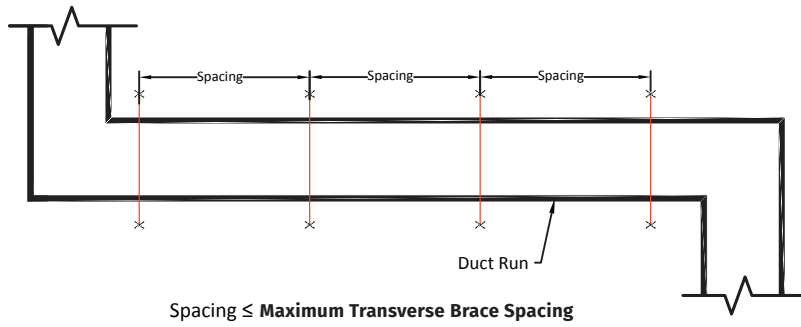 Spacing
Spacing
Spacing
Duct Run
Spacing ≤ Maximum Transverse Brace Spacing